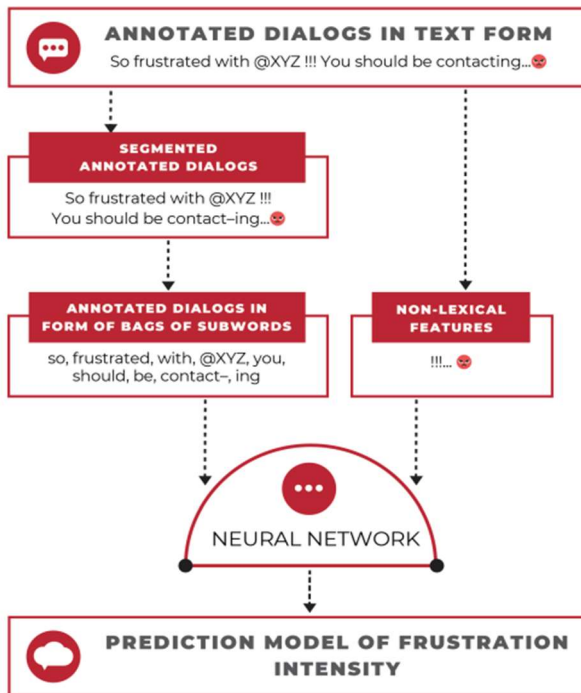 ANNOTATED DIALOGS IN TEXT FORM
So frustrated with @XYZ !!! You should be contacting...😡
SEGMENTED
ANNOTATED DIALOGS
So frustrated with @XYZ !!!
You should be contact–ing...😡
ANNOTATED DIALOGS IN
FORM OF BAGS OF SUBWORDS
so, frustrated, with, @XYZ, you,
should, be, contact–, ing
NON-LEXICAL
FEATURES
!!!... 😡
NEURAL NETWORK
PREDICTION MODEL OF FRUSTRATION
INTENSITY